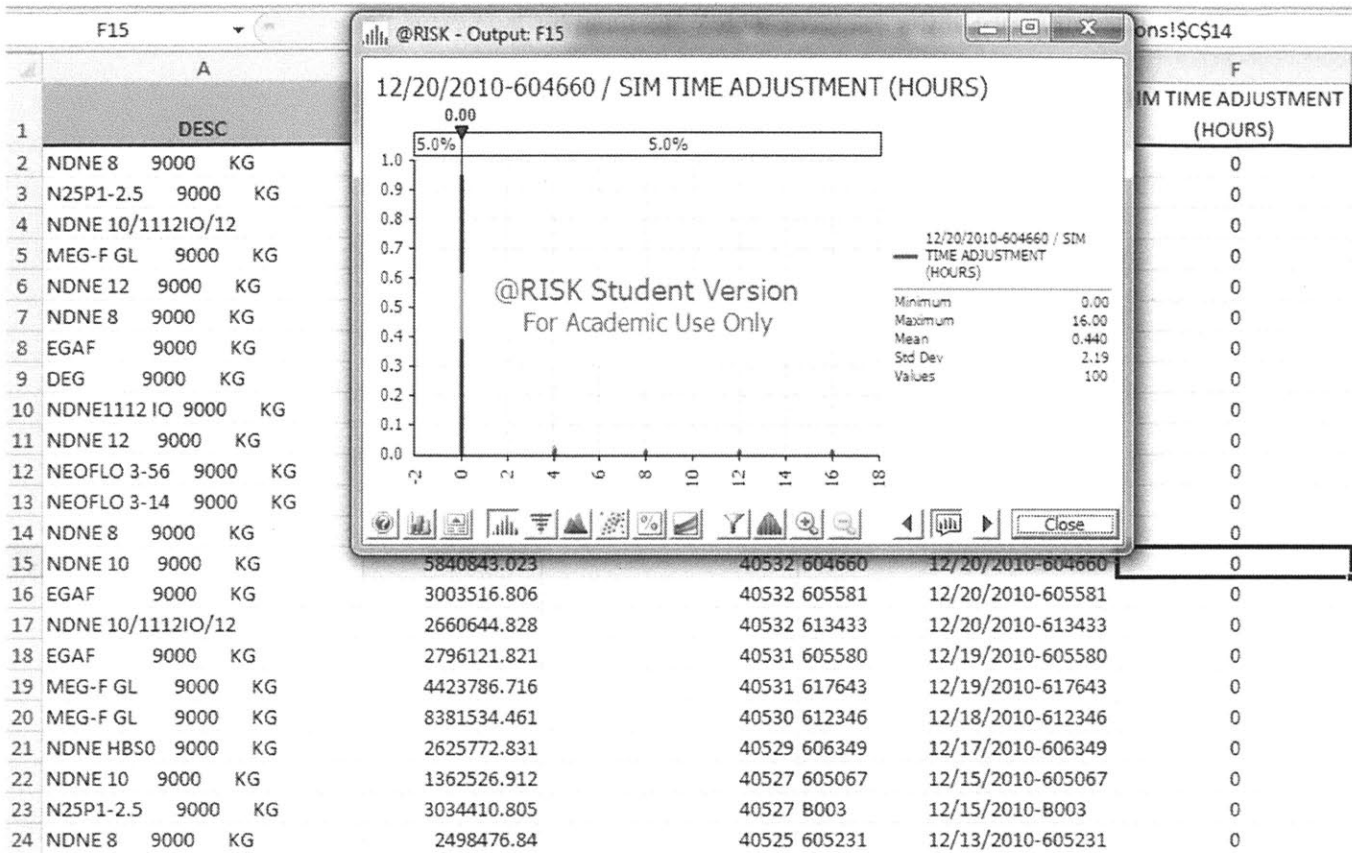 F15
@RISK - Output: F15
ons!$C$14
A
F
12/20/2010-604660 / SIM TIME ADJUSTMENT (HOURS)
1 DESC
IM TIME ADJUSTMENT
(HOURS)
0.00
5.0% 5.0%
1.0
0.9
0.8
0.7
0.6
0.5
0.4
0.3
0.2
0.1
0.0
-2 0 2 4 6 8 10 12 14 16 18
@RISK Student Version
For Academic Use Only
12/20/2010-604660 / SIM
TIME ADJUSTMENT
(HOURS)
Minimum 0.00
Maximum 16.00
Mean 0.440
Std Dev 2.19
Values 100
Close
2 NDNE 8 9000 KG 0
3 N25P1-2.5 9000 KG 0
4 NDNE 10/1112IO/12 0
5 MEG-F GL 9000 KG 0
6 NDNE 12 9000 KG 0
7 NDNE 8 9000 KG 0
8 EGAF 9000 KG 0
9 DEG 9000 KG 0
10 NDNE1112 IO 9000 KG 0
11 NDNE 12 9000 KG 0
12 NEOFLO 3-56 9000 KG 0
13 NEOFLO 3-14 9000 KG 0
14 NDNE 8 9000 KG 0
15 NDNE 10 9000 KG 5840843.023 40532 604660 12/20/2010-604660 0
16 EGAF 9000 KG 3003516.806 40532 605581 12/20/2010-605581 0
17 NDNE 10/1112IO/12 2660644.828 40532 613433 12/20/2010-613433 0
18 EGAF 9000 KG 2796121.821 40531 605580 12/19/2010-605580 0
19 MEG-F GL 9000 KG 4423786.716 40531 617643 12/19/2010-617643 0
20 MEG-F GL 9000 KG 8381534.461 40530 612346 12/18/2010-612346 0
21 NDNE HBS0 9000 KG 2625772.831 40529 606349 12/17/2010-606349 0
22 NDNE 10 9000 KG 1362526.912 40527 605067 12/15/2010-605067 0
23 N25P1-2.5 9000 KG 3034410.805 40527 B003 12/15/2010-B003 0
24 NDNE 8 9000 KG 2498476.84 40525 605231 12/13/2010-605231 0